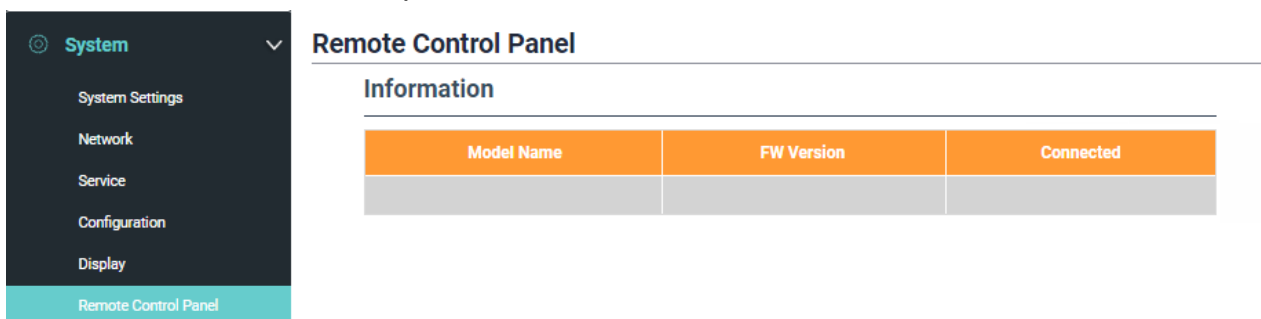 System
System Settings
Network
Service
Configuration
Display
Remote Control Panel
Remote Control Panel
Information
Model Name FW Version Connected